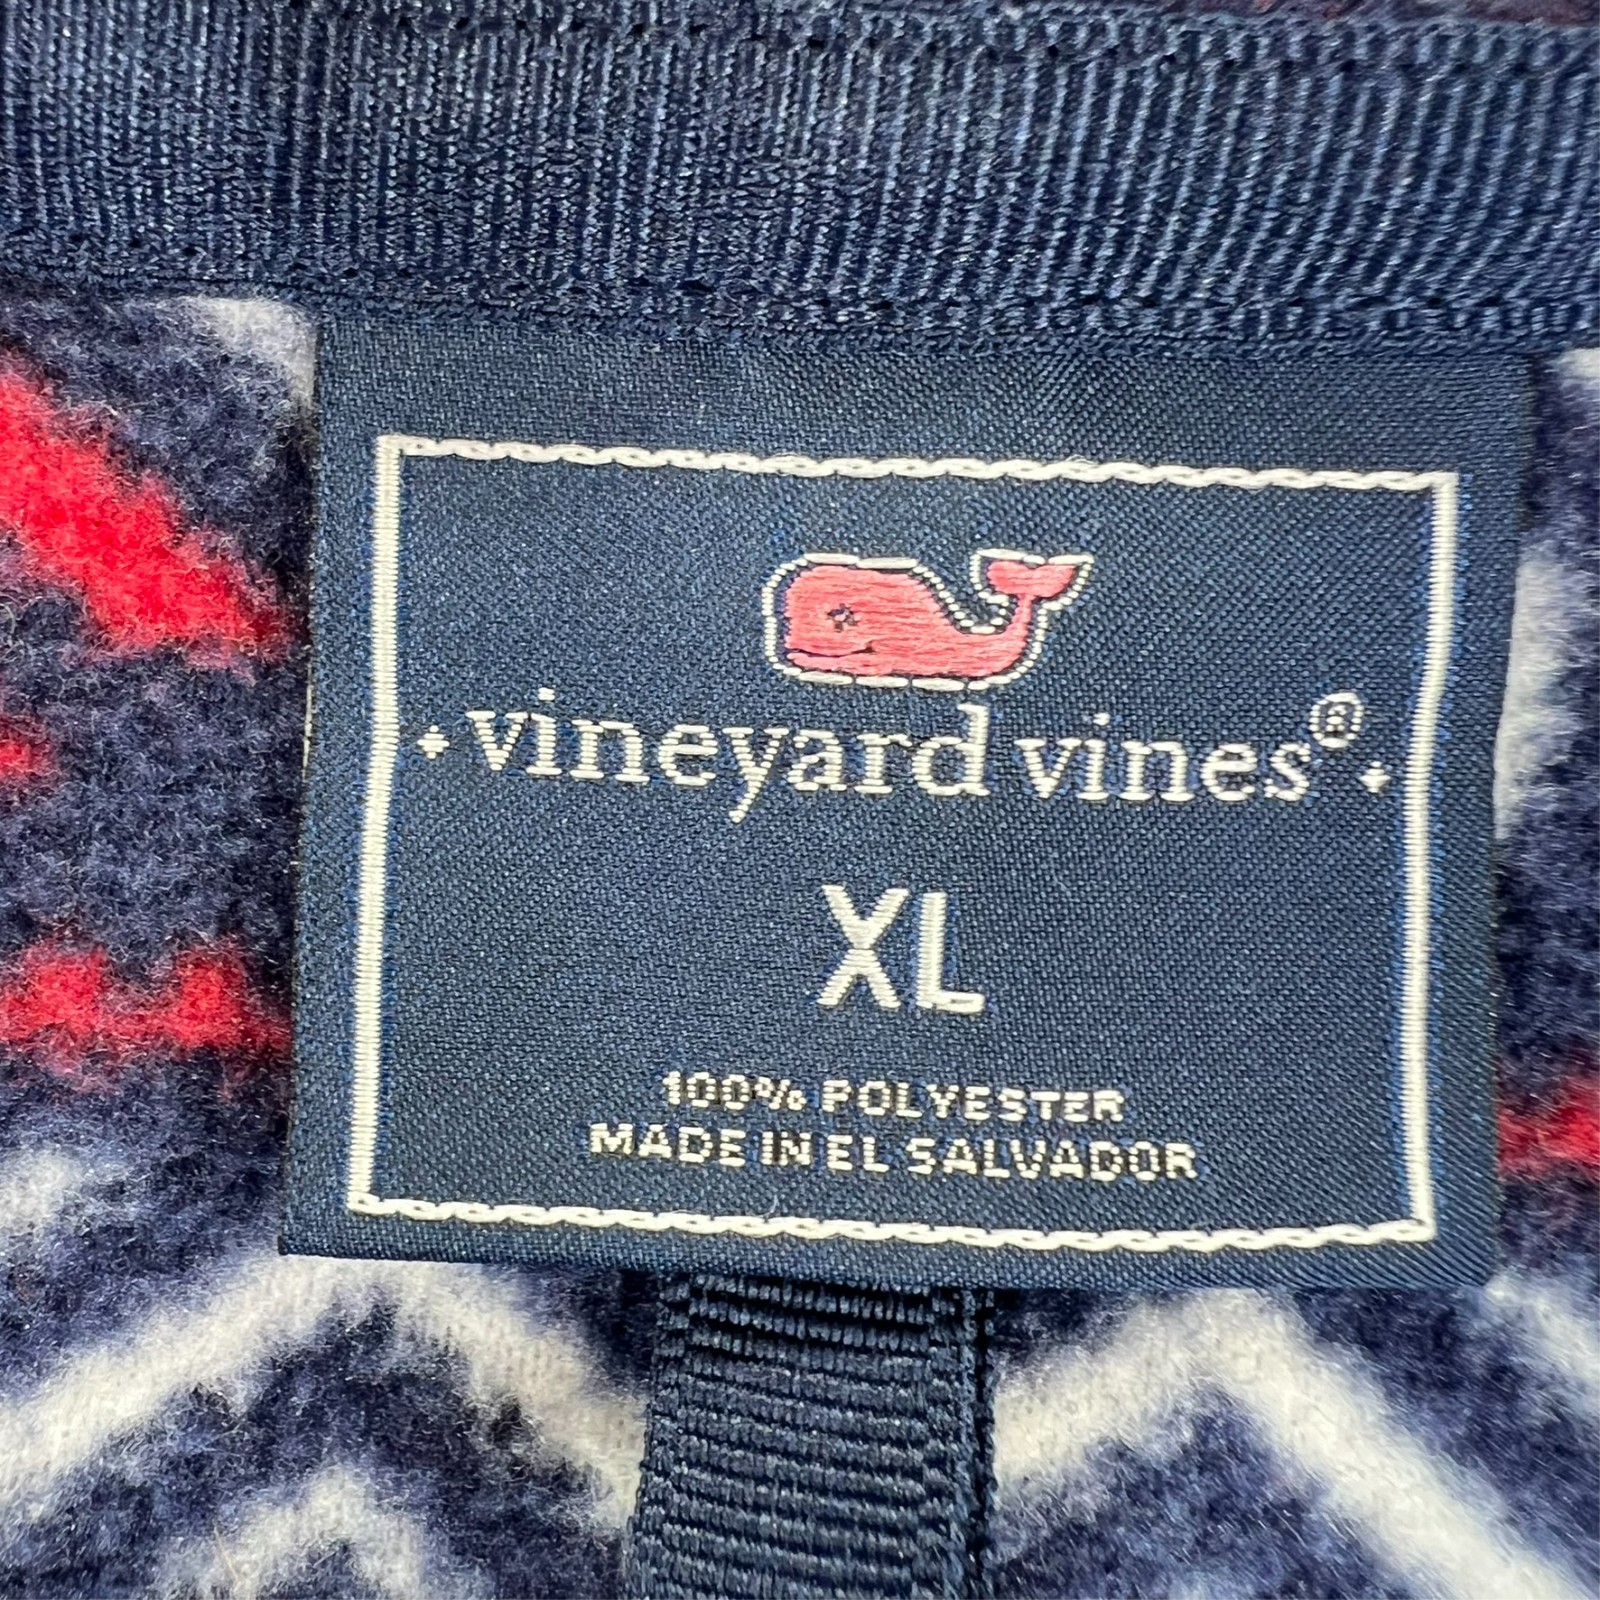 vineyard vines®
XL
100% POLYESTER
MADE IN EL SALVADOR